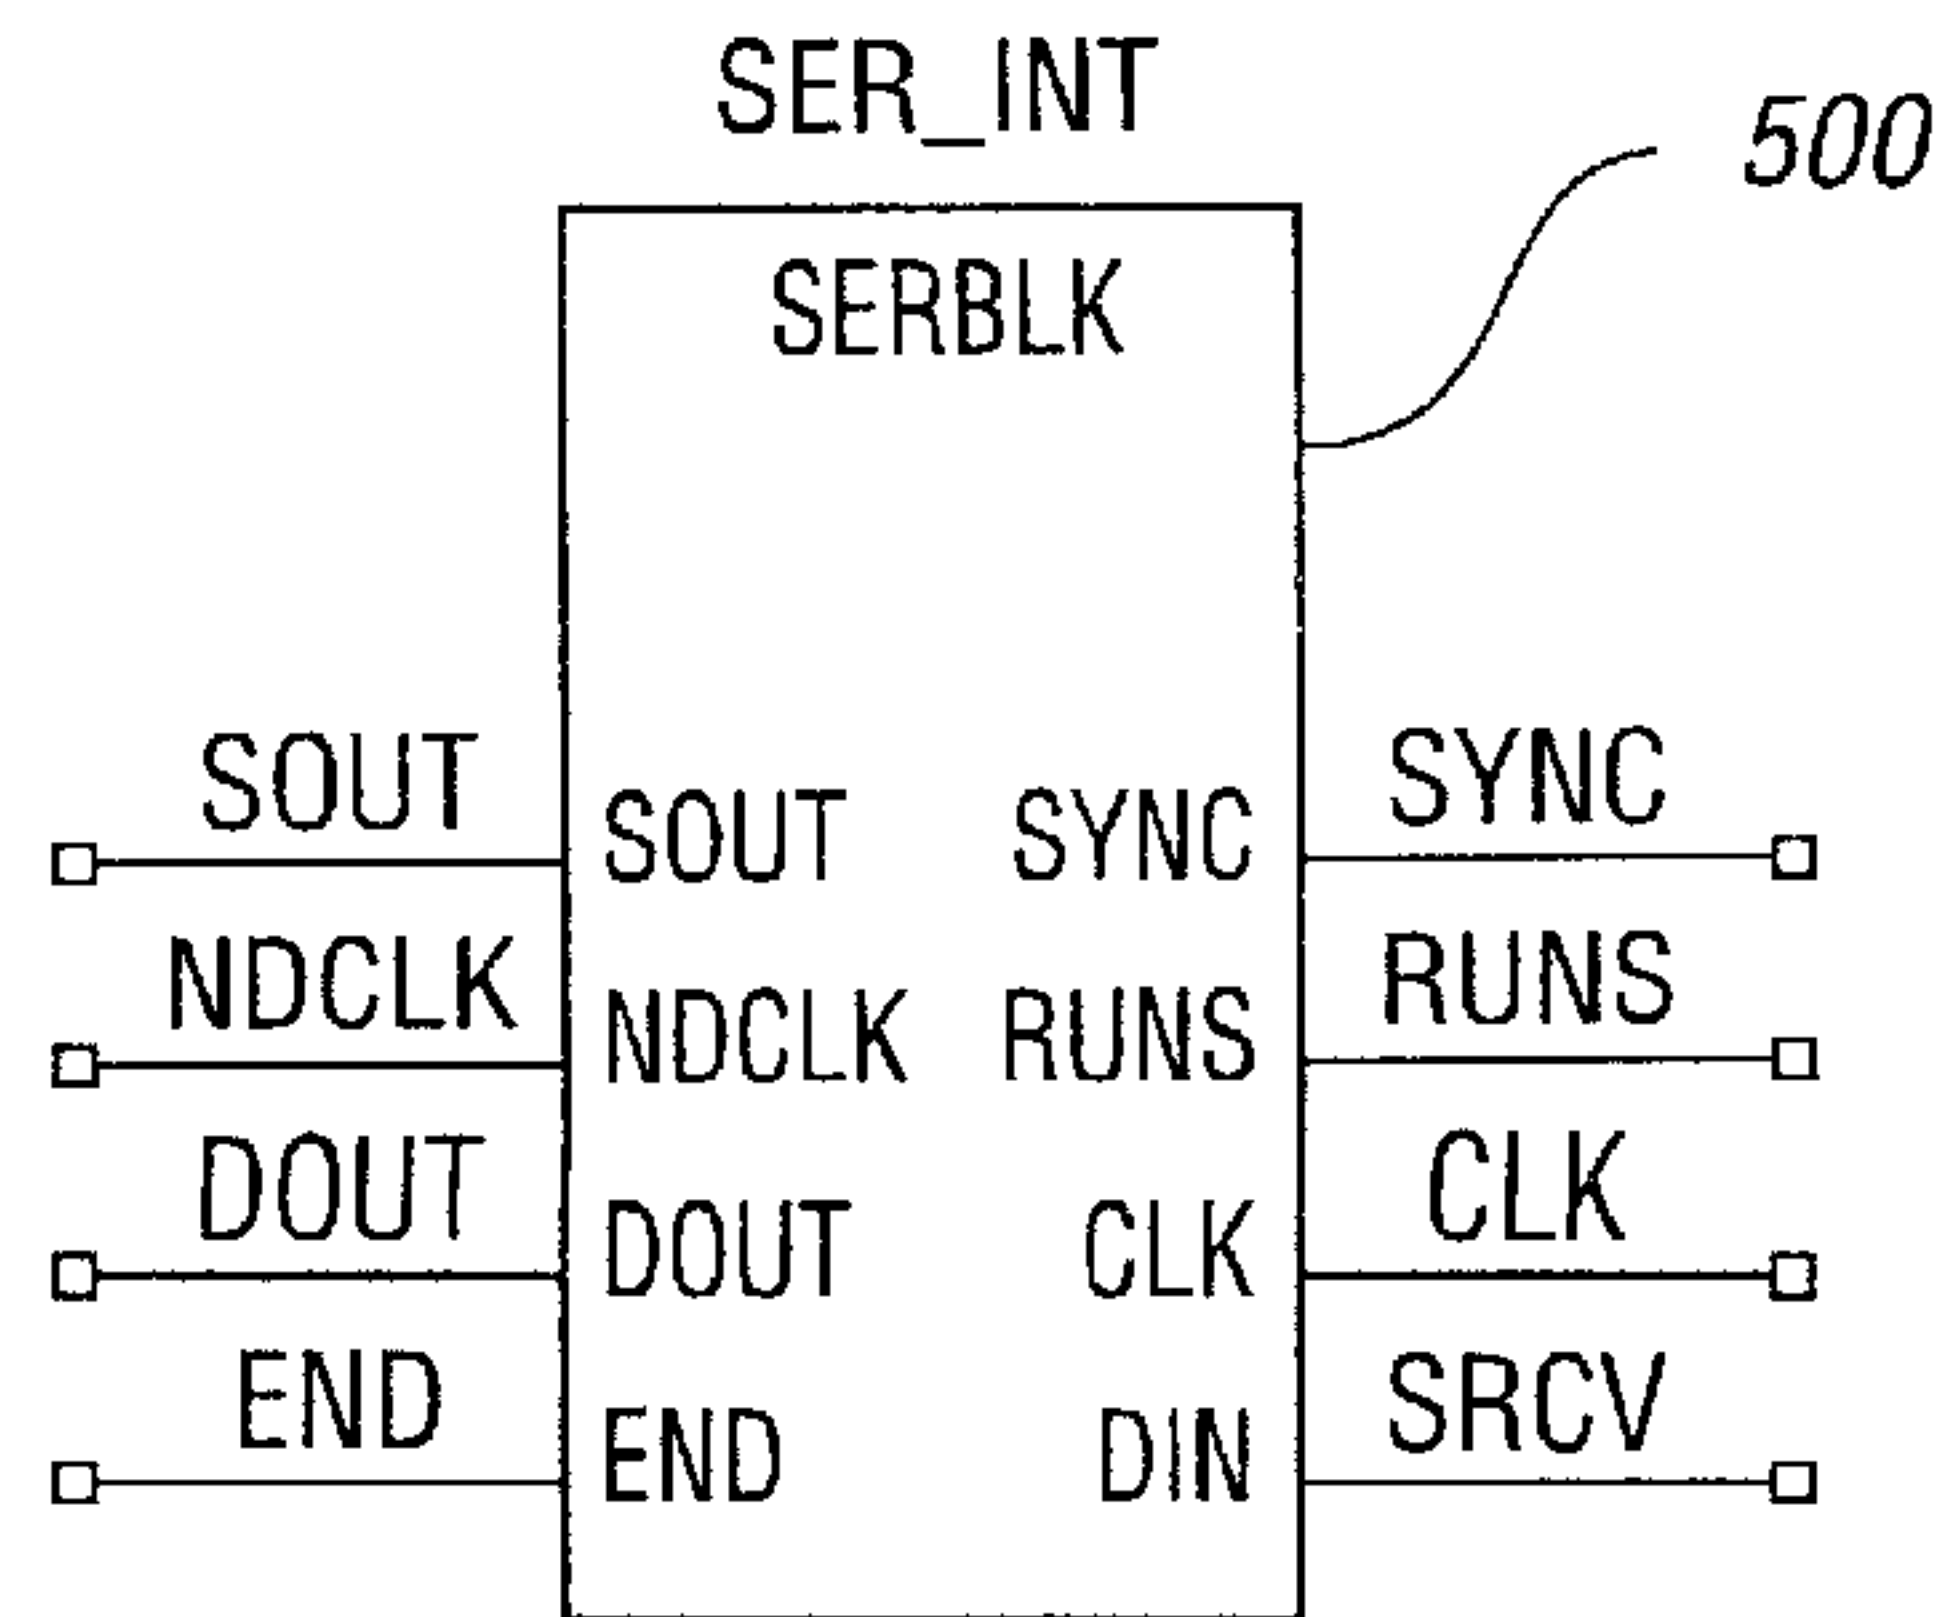 SER_INT
500
SERBLK
SOUT SOUT SYNC SYNC
NDCLK NDCLK RUNS RUNS
DOUT DOUT CLK CLK
END END DIN SRCV